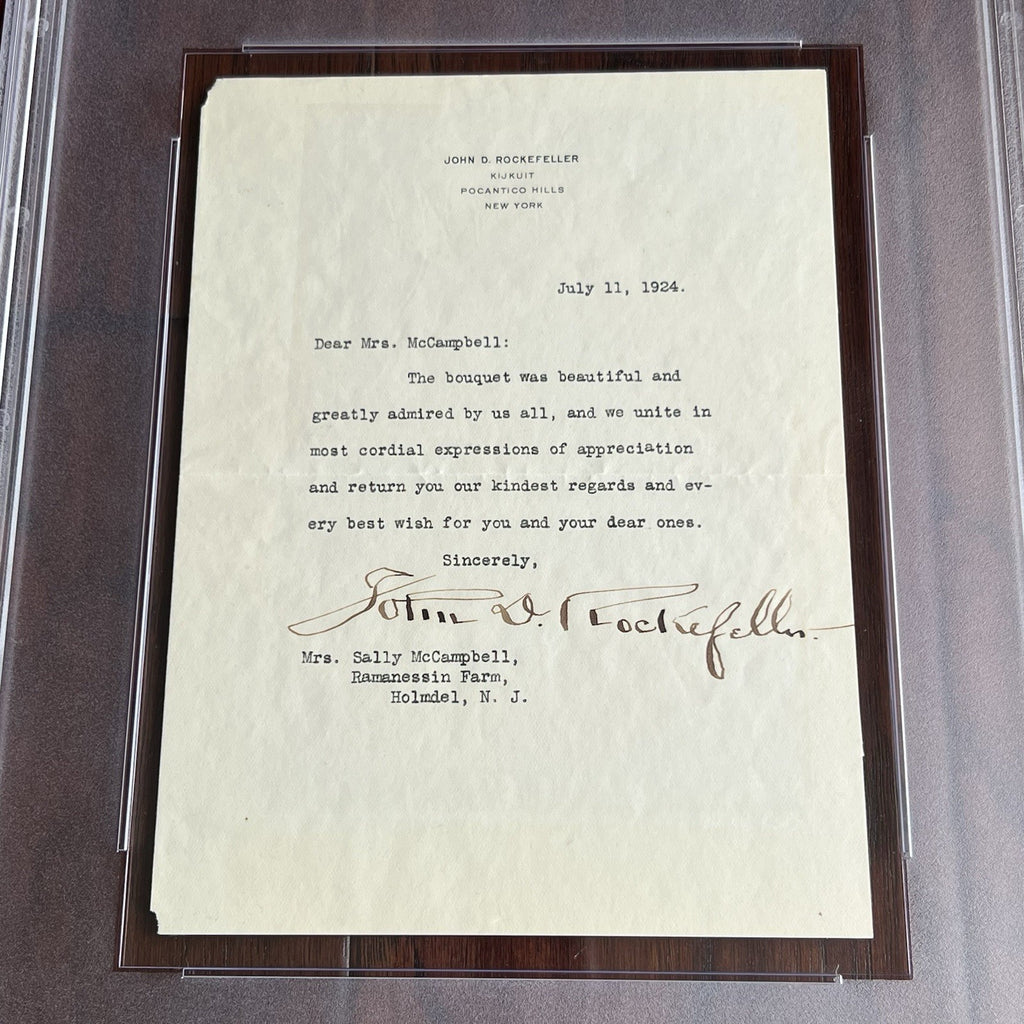 JOHN D. ROCKEFELLER
KIJKUIT
POCANTICO HILLS
NEW YORK
July 11, 1924.
Dear Mrs. McCampbell:
The bouquet was beautiful and
greatly admired by us all, and we unite in
most cordial expressions of appreciation
and return you our kindest regards and ev-
ery best wish for you and your dear ones.
Sincerely,
John D. Rockefeller.
Mrs. Sally McCampbell,
Ramanessin Farm,
Holmdel, N. J.